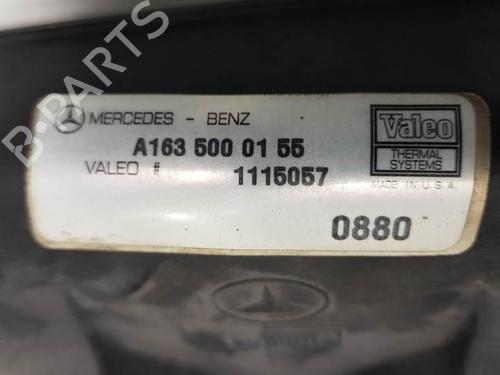 MERCEDES - BENZ
A163 500 01 55
VALEO # 1115057
Valeo
THERMAL
SYSTEMS
MADE IN U.S.A.
0880
B-PARTS